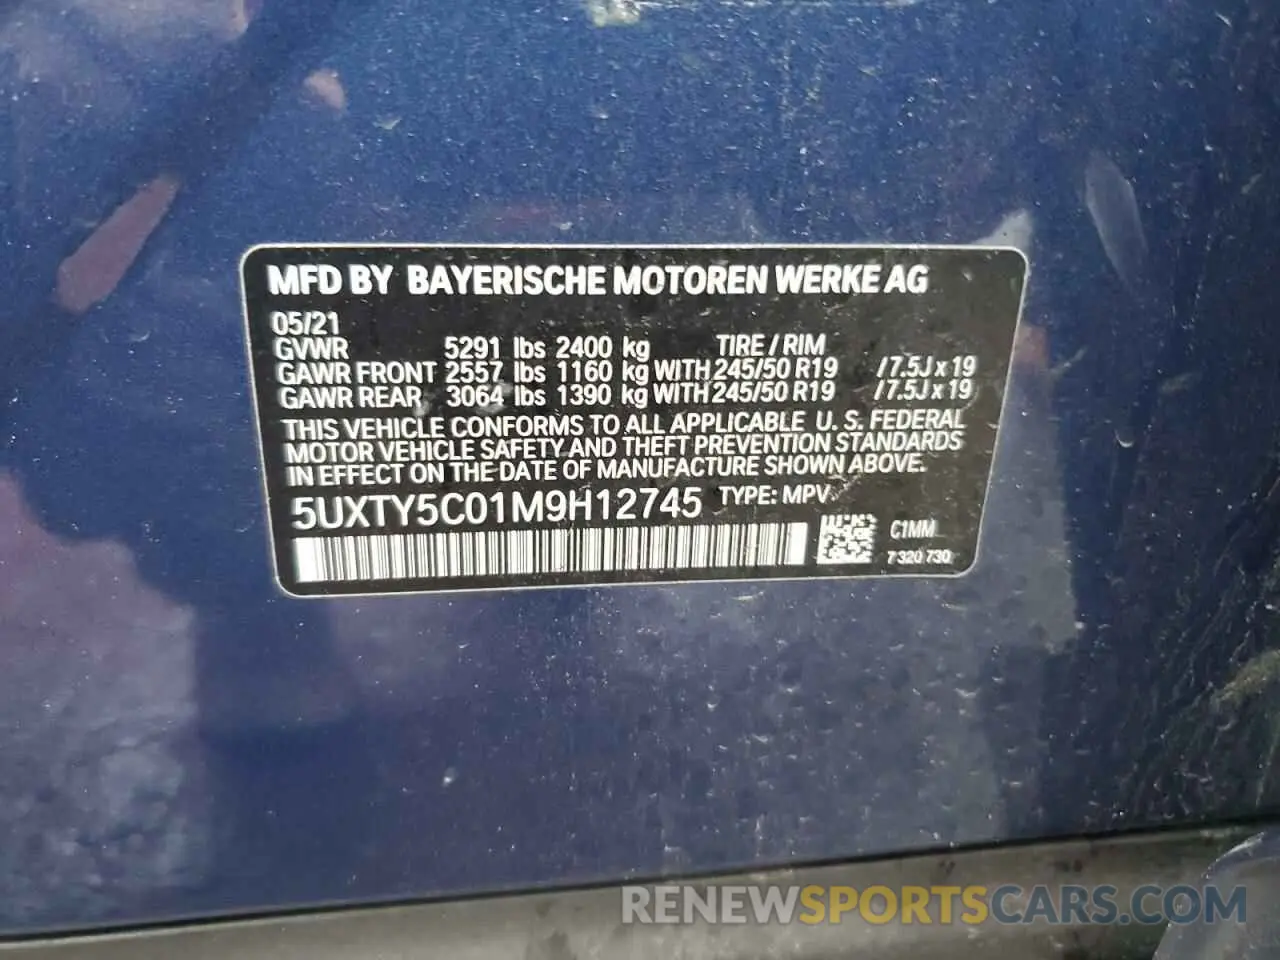 MFD BY BAYERISCHE MOTOREN WERKE AG
05/21
GVWR 5291 lbs 2400 kg TIRE / RIM
GAWR FRONT 2557 lbs 1160 kg WITH 245/50 R19 / 7.5J x 19
GAWR REAR 3064 lbs 1390 kg WITH 245/50 R19 / 7.5J x 19
THIS VEHICLE CONFORMS TO ALL APPLICABLE U. S. FEDERAL
MOTOR VEHICLE SAFETY AND THEFT PREVENTION STANDARDS
IN EFFECT ON THE DATE OF MANUFACTURE SHOWN ABOVE.
5UXTY5C01M9H12745 TYPE: MPV
C1MM
7 320 730
RENEWSPORTSCARS.COM